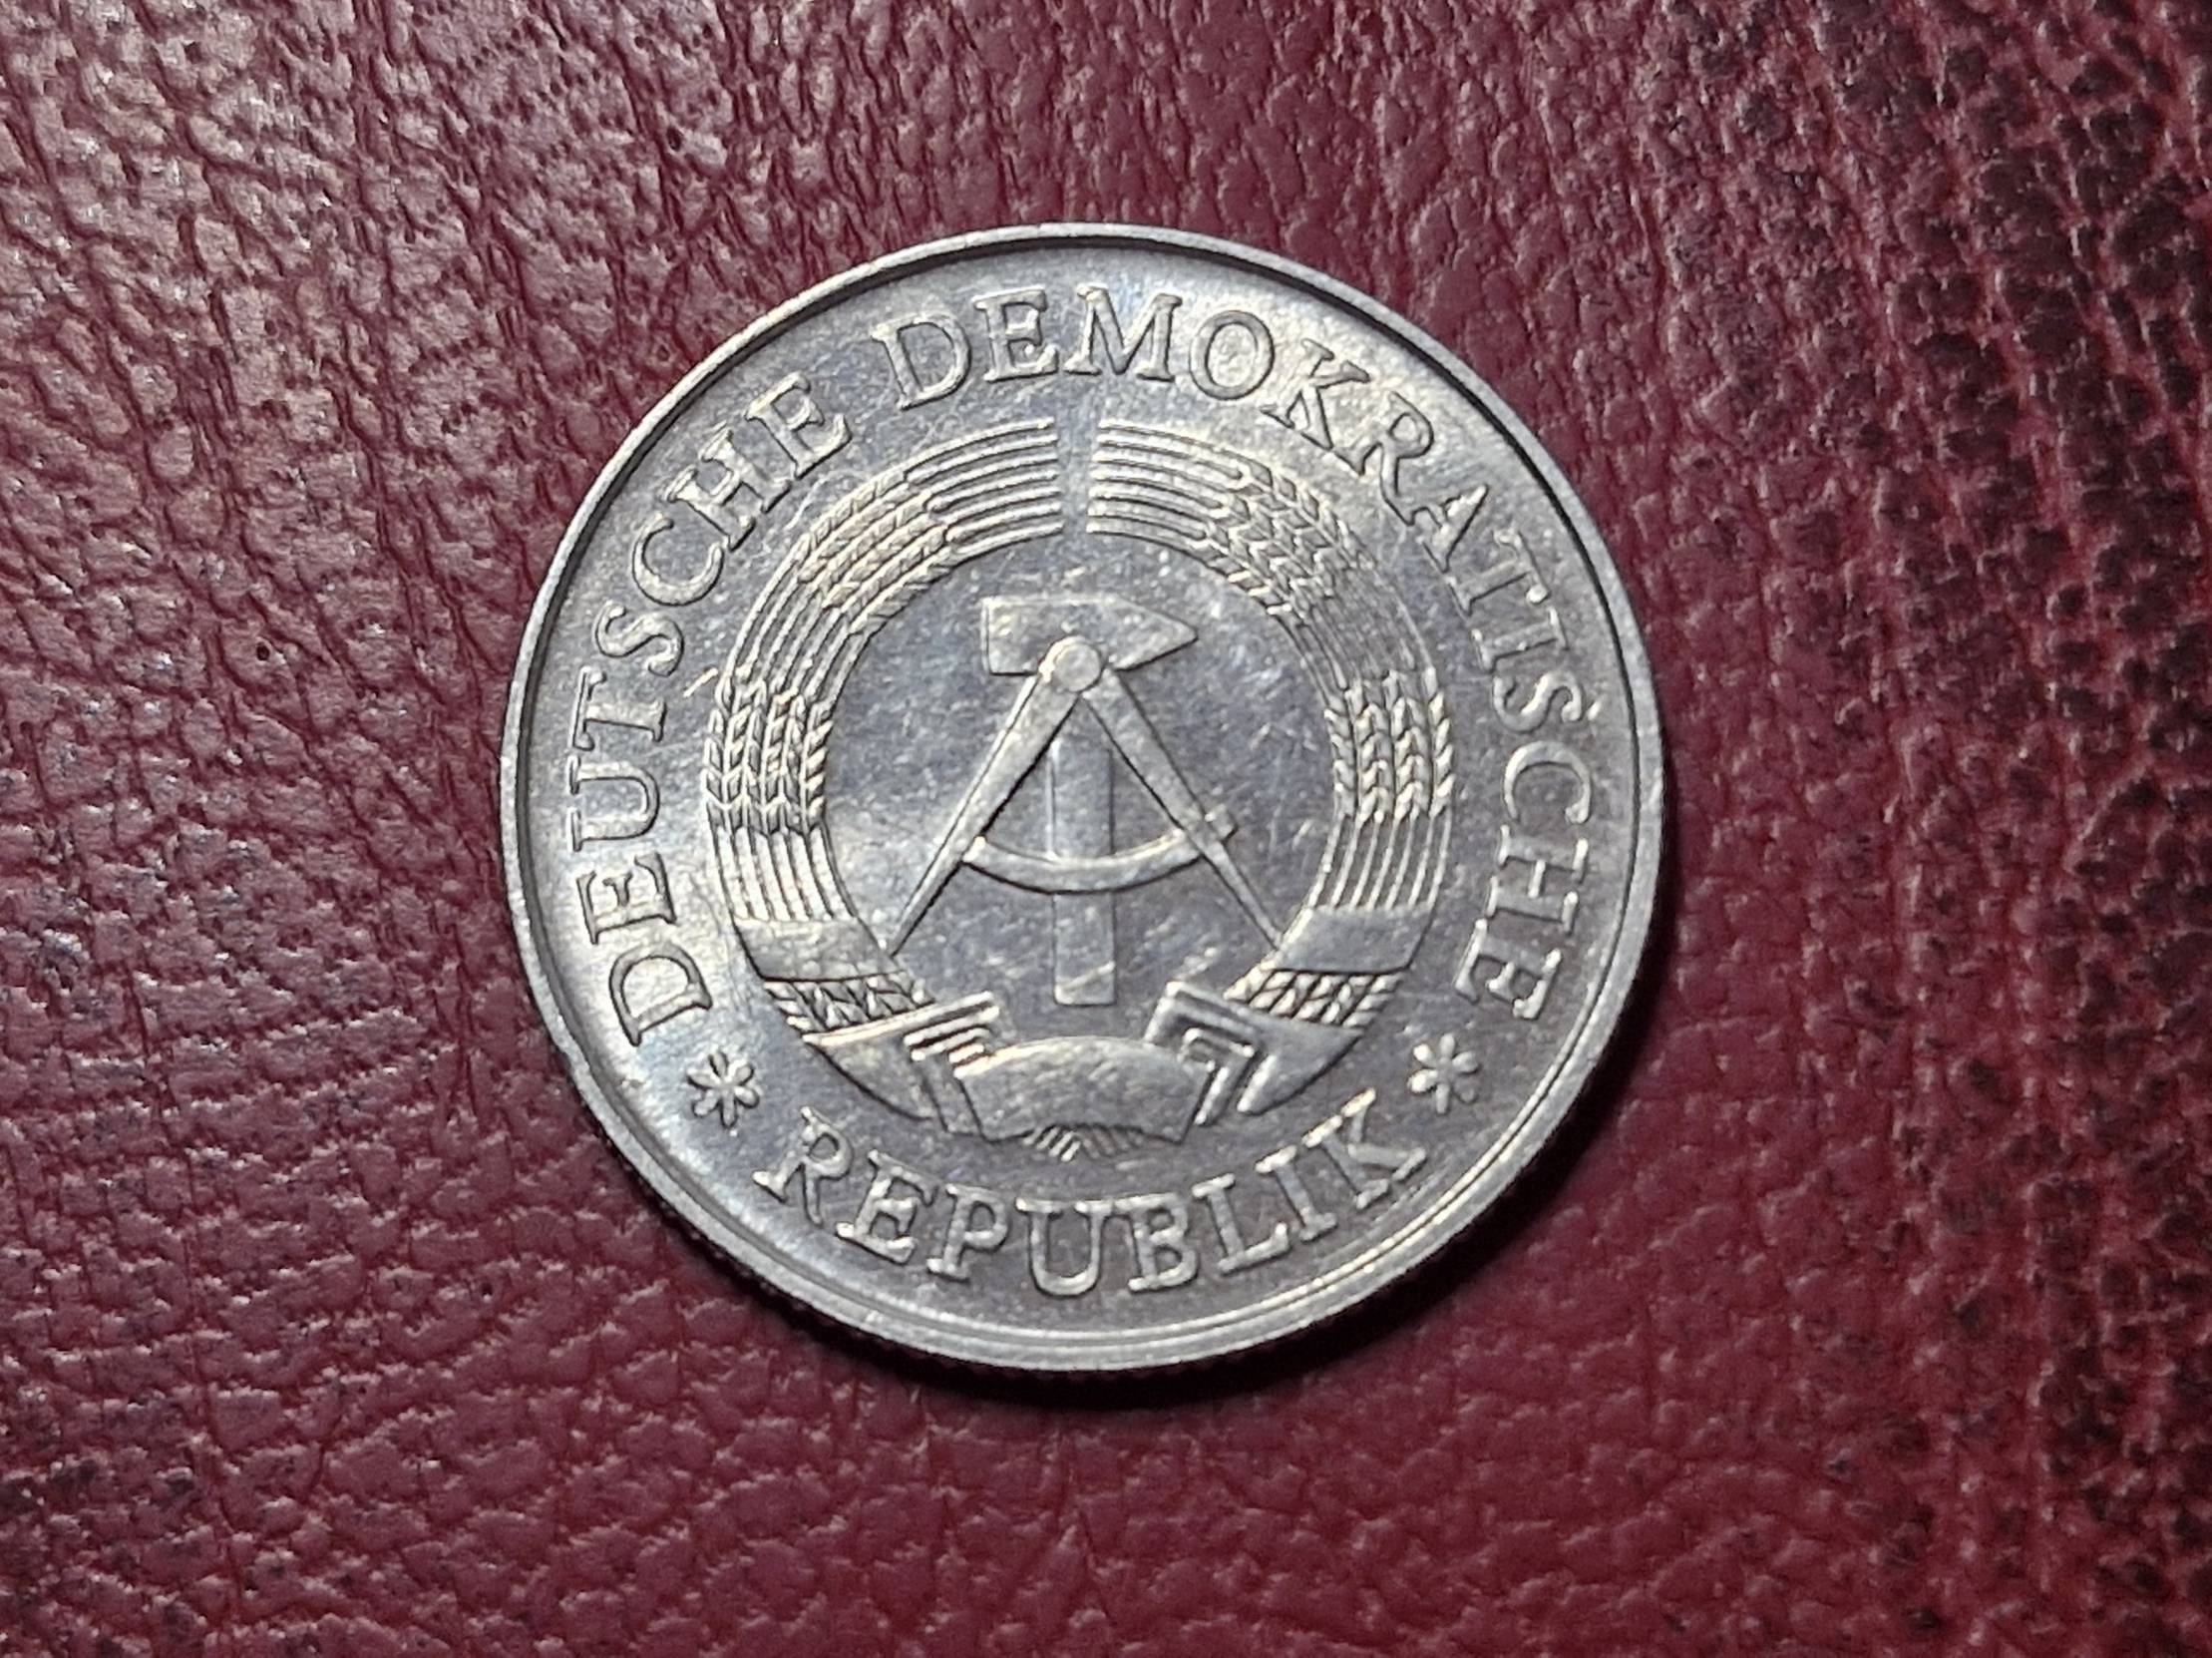 DEUTSCHE DEMOKRATISCHE
* REPUBLIK *